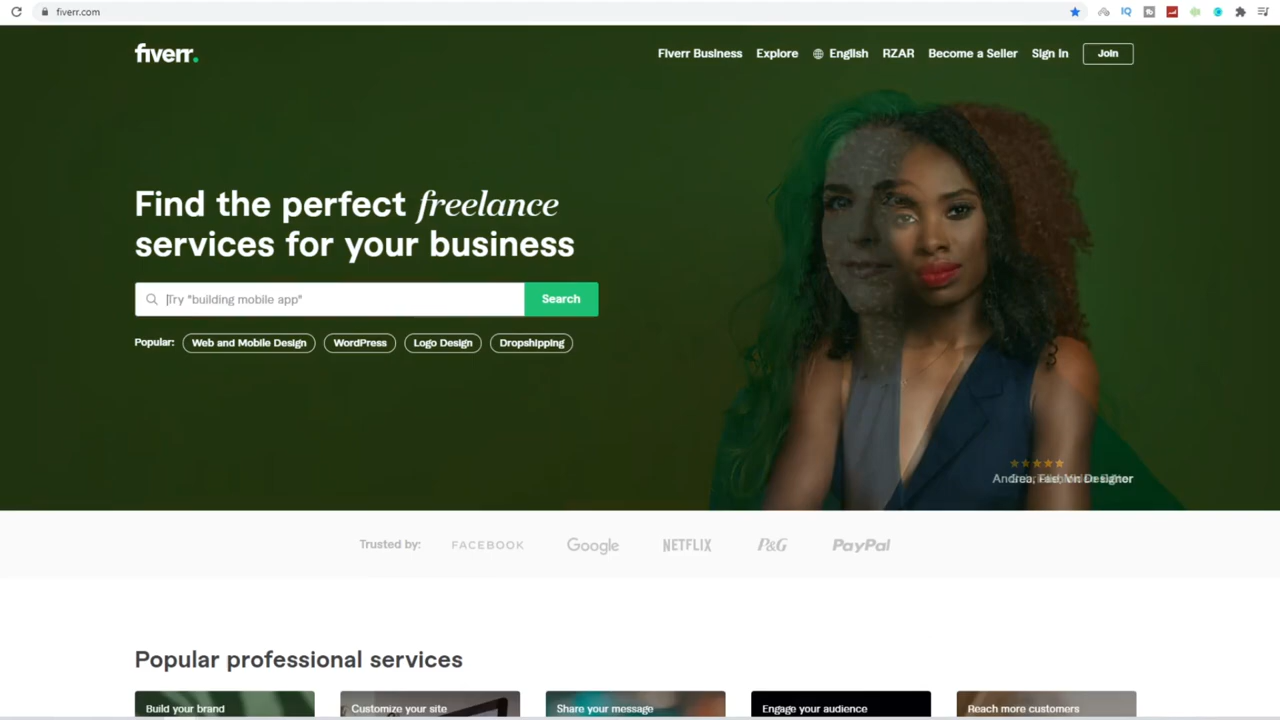 fiverr.com
fiverr.
Fiverr Business Explore English RZAR Become a Seller Sign In Join
Find the perfect freelance
services for your business
Try "building mobile app" Search
Popular: Web and Mobile Design WordPress Logo Design Dropshipping
Andrea, Designer
Trusted by: FACEBOOK Google NETFLIX P&G PayPal
Popular professional services
Build your brand Customize your site Share your message Engage your audience Reach more customers